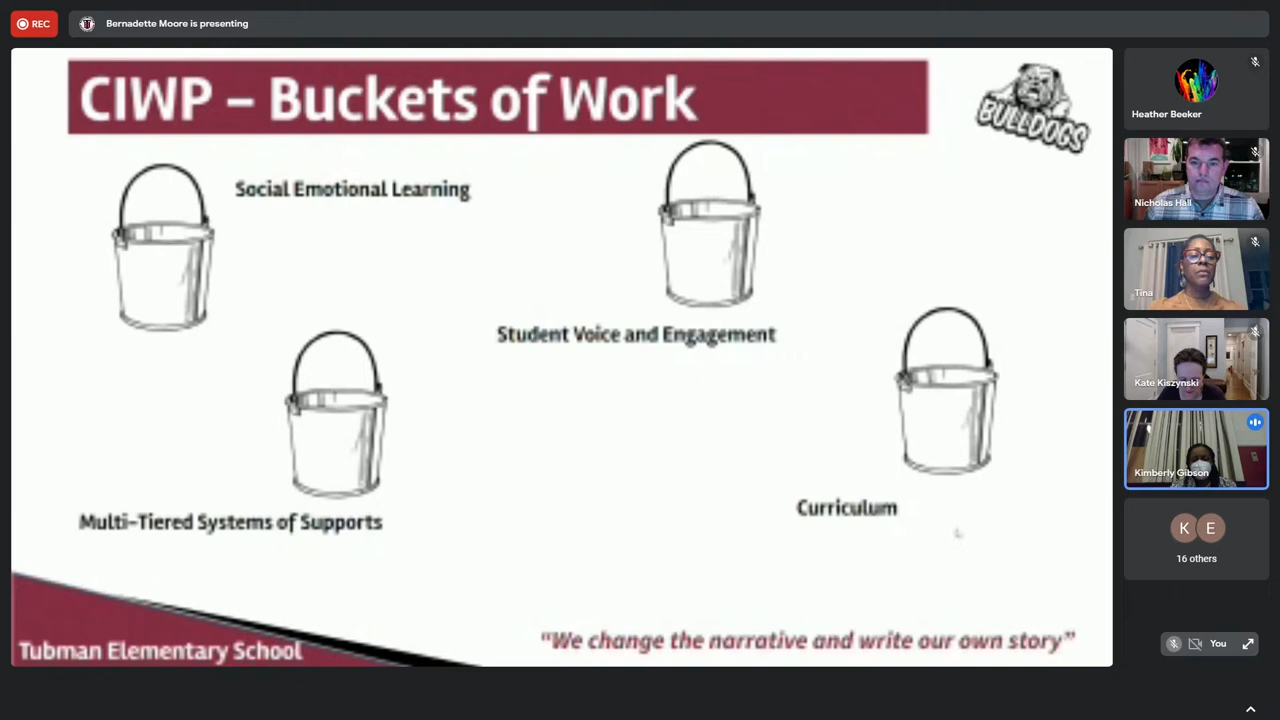 REC
Bernadette Moore is presenting
CIWP – Buckets of Work
BULLDOGS
Social Emotional Learning
Student Voice and Engagement
Multi-Tiered Systems of Supports
Curriculum
Tubman Elementary School
"We change the narrative and write our own story"
Heather Beeker
Nicholas Hall
Tina
Kate Kiszynski
Kimberly Gibson
K E
16 others
You